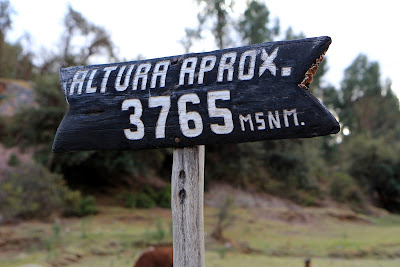 ALTURA APROX.
3765 MSNM.